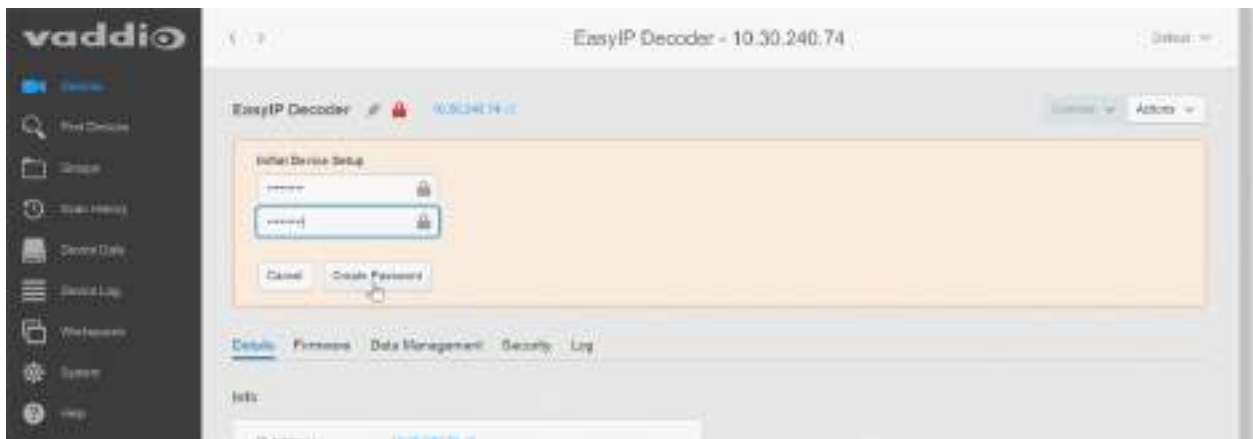 vaddio
EasyIP Decoder - 10.30.240.74
Default
Devices
EasyIP Decoder
10.30.240.74
Actions
Find Devices
Initial Device Setup
Groups
Scan History
Device Data
Cancel
Create Password
Device Log
Workspaces
Details Firmware Data Management Security Log
System
Info
Help